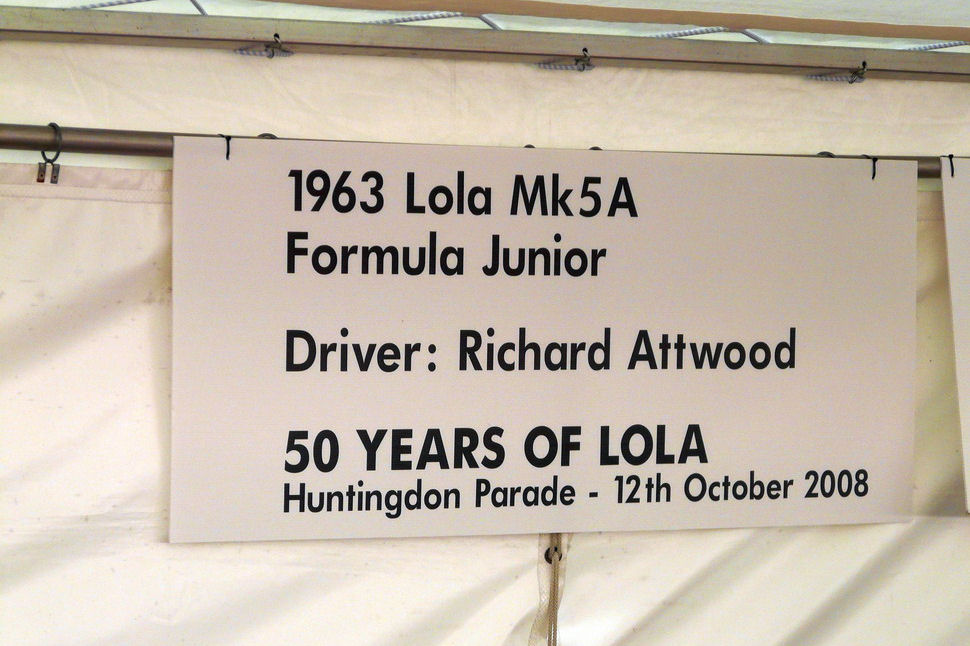 1963 Lola Mk5A
Formula Junior
Driver: Richard Attwood
50 YEARS OF LOLA
Huntingdon Parade - 12th October 2008